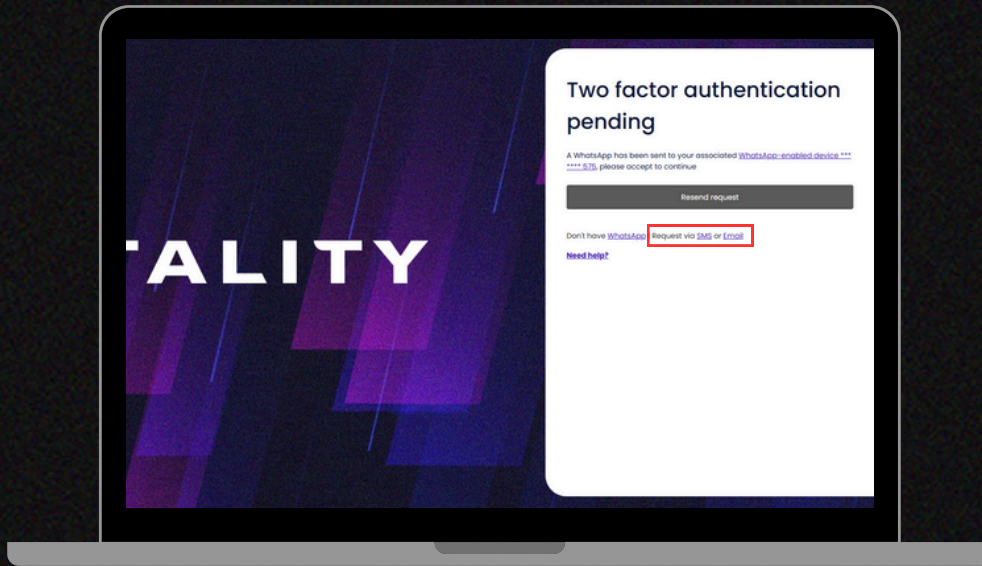 TALITY
Two factor authentication
pending
A WhatsApp has been sent to your associated WhatsApp-enabled device ***
**** 575, please accept to continue
Resend request
Don't have WhatsApp Request via SMS or Email
Need help?